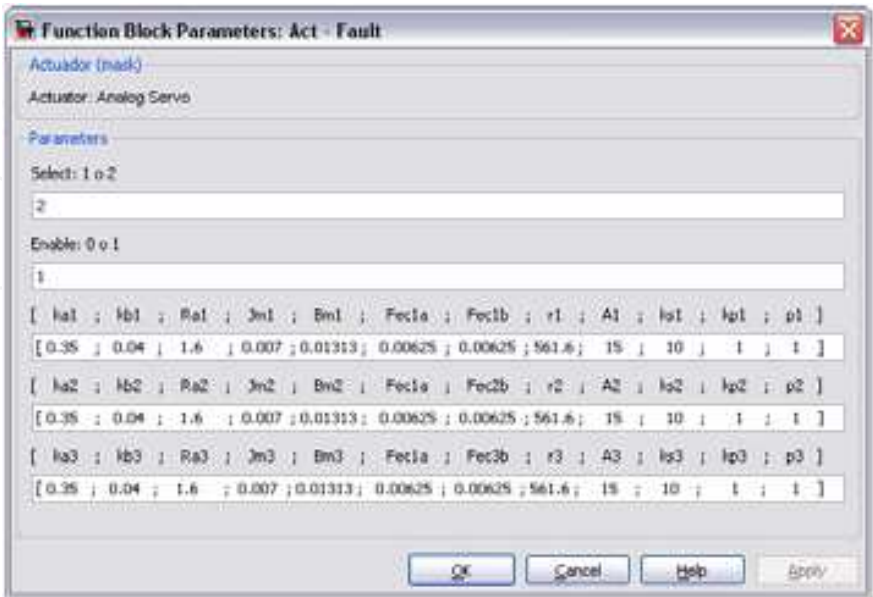 Function Block Parameters: Act - Fault
Actuador (mask)
Actuator: Analog Servo
Parameters
Select: 1 o 2
2
Enable: 0 o 1
1
[ ka1 ; kb1 ; Ra1 ; Jm1 ; Bm1 ; Fec1a ; Fec1b ; r1 ; A1 ; ks1 ; kp1 ; p1 ]
[0.35 ; 0.04 ; 1.6 ; 0.007 ; 0.01313 ; 0.00625 ; 0.00625 ; 561.6 ; 15 ; 10 ; 1 ; 1 ]
[ ka2 ; kb2 ; Ra2 ; Jm2 ; Bm2 ; Fec1a ; Fec2b ; r2 ; A2 ; ks2 ; kp2 ; p2 ]
[0.35 ; 0.04 ; 1.6 ; 0.007 ; 0.01313 ; 0.00625 ; 0.00625 ; 561.6 ; 15 ; 10 ; 1 ; 1 ]
[ ka3 ; kb3 ; Ra3 ; Jm3 ; Bm3 ; Fec1a ; Fec3b ; r3 ; A3 ; ks3 ; kp3 ; p3 ]
[0.35 ; 0.04 ; 1.6 ; 0.007 ; 0.01313 ; 0.00625 ; 0.00625 ; 561.6 ; 15 ; 10 ; 1 ; 1 ]
OK Cancel Help Apply